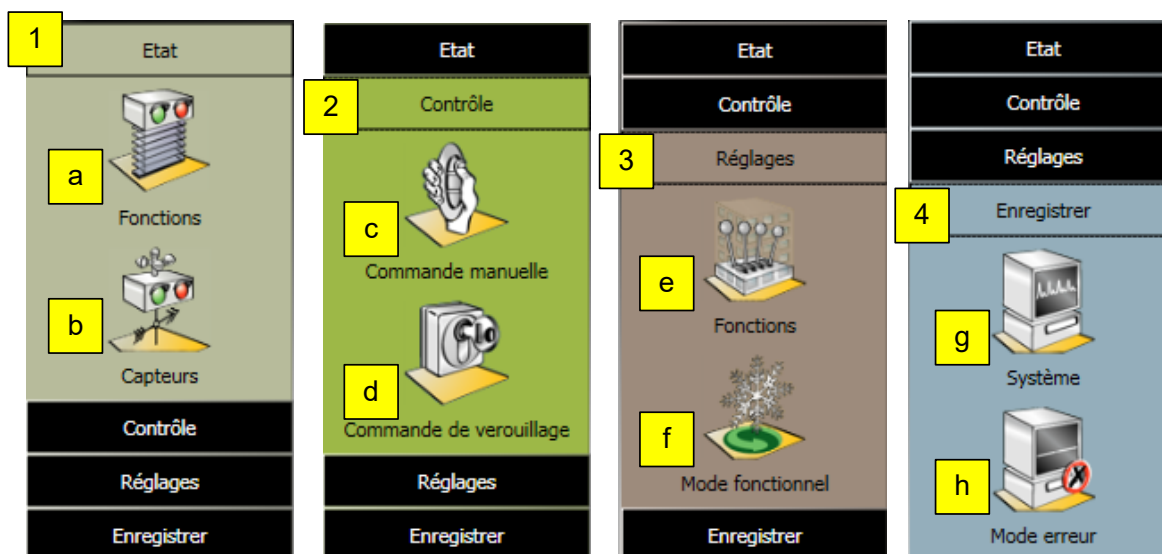 1
Etat
a
Fonctions
b
Capteurs
Contrôle
Réglages
Enregistrer
Etat
2
Contrôle
c
Commande manuelle
d
Commande de verouillage
Réglages
Enregistrer
Etat
Contrôle
3
Réglages
e
Fonctions
f
Mode fonctionnel
Enregistrer
Etat
Contrôle
Réglages
4
Enregistrer
g
Système
h
Mode erreur